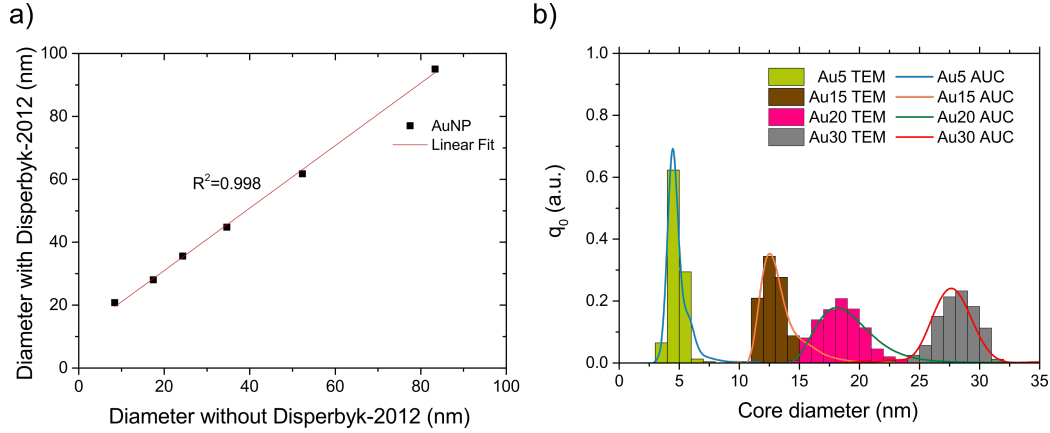 a)
100
80
60
40
20
0
Diameter with Disperbyk-2012 (nm)
AuNP
Linear Fit
R²=0.998
0 20 40 60 80 100
Diameter without Disperbyk-2012 (nm)
b)
1.0
0.8
0.6
0.4
0.2
0.0
q₀ (a.u.)
Au5 TEM Au5 AUC
Au15 TEM Au15 AUC
Au20 TEM Au20 AUC
Au30 TEM Au30 AUC
0 5 10 15 20 25 30 35
Core diameter (nm)